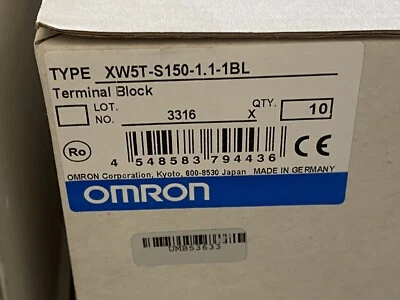 TYPE XW5T-S150-1.1-1BL
Terminal Block
LOT. NO. 3316 X QTY. 10
Ro
4 548583 794436 CE
OMRON Corporation, Kyoto, 600-8530 Japan MADE IN GERMANY
OMRON
UMB53633